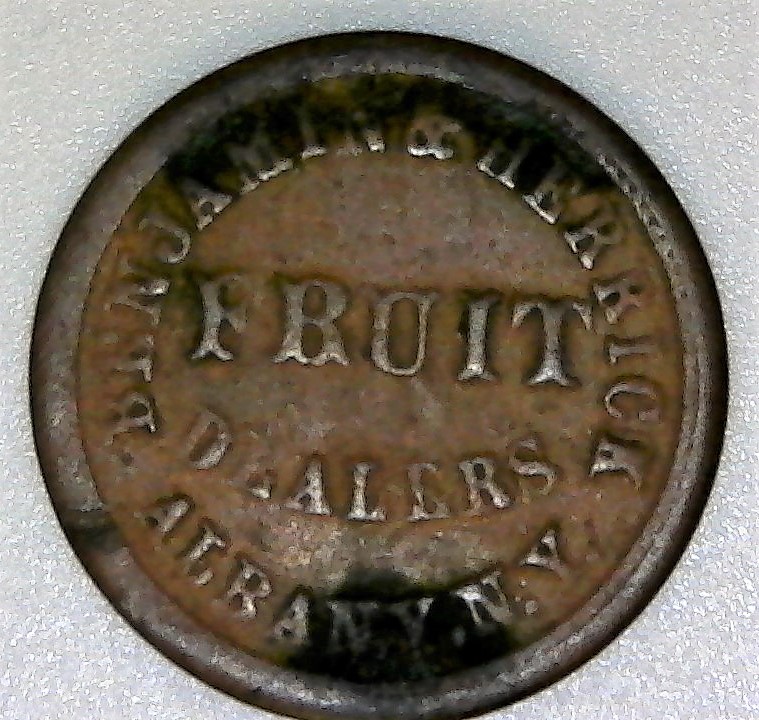 BENJAMIN & HERRICK
FRUIT
DEALERS
ALBANY. N.Y.